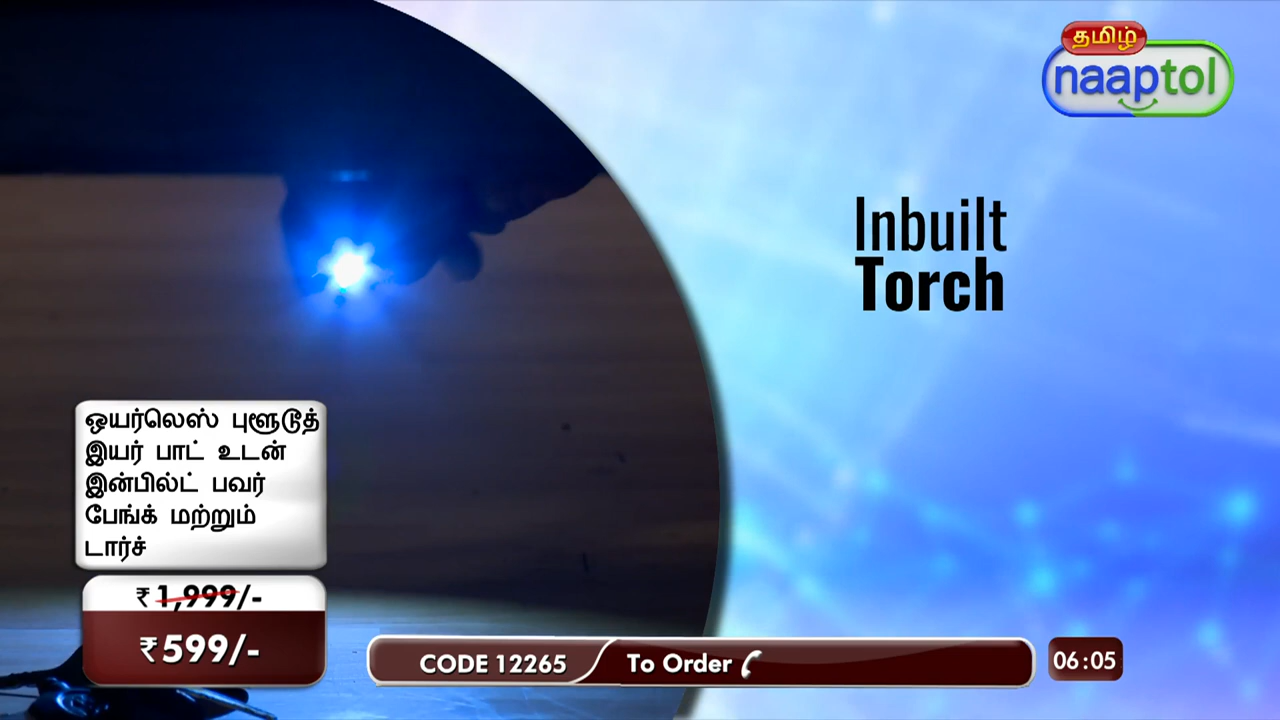 தமிழ்
naaptol
Inbuilt
Torch
ஒயர்லெஸ் புளூடூத்
இயர் பாட் உடன்
இன்பில்ட் பவர்
பேங்க் மற்றும்
டார்ச்
₹1,999/-
₹599/-
CODE 12265 To Order
06:05